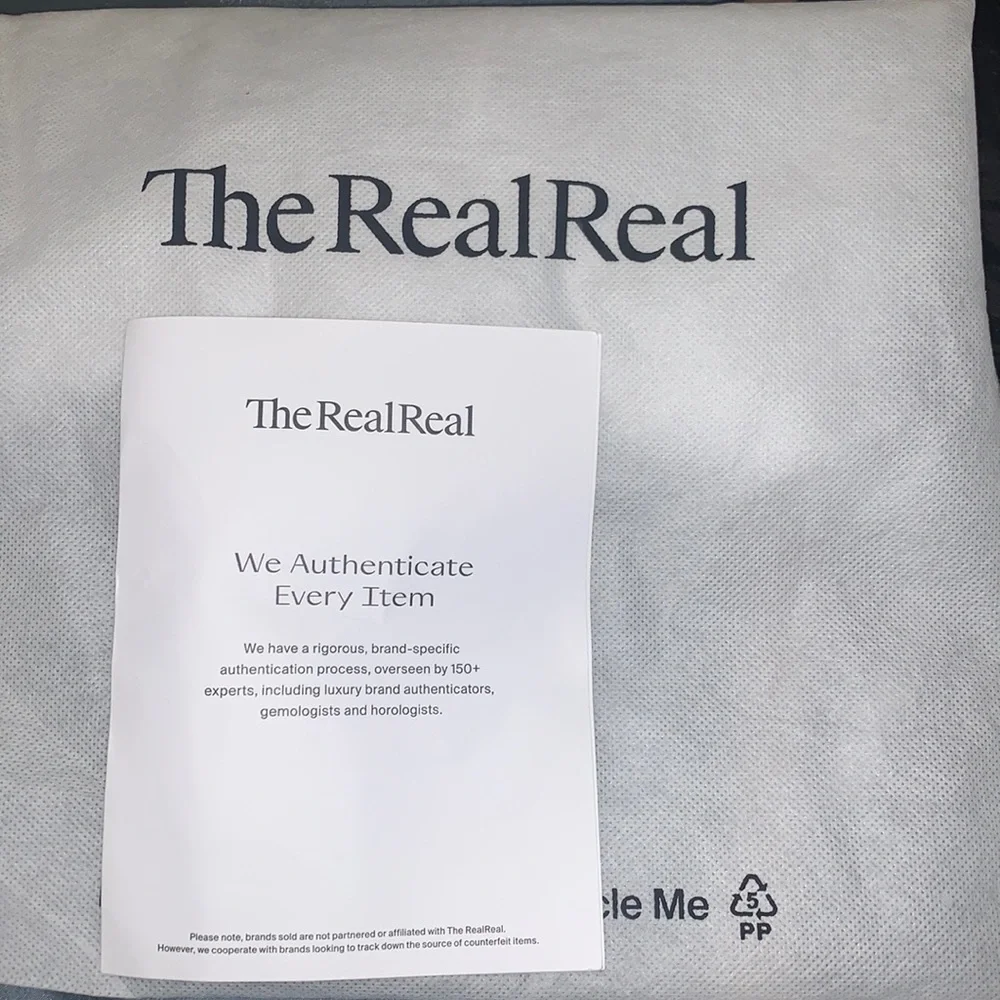 The RealReal
The RealReal
We Authenticate
Every Item
We have a rigorous, brand-specific
authentication process, overseen by 150+
experts, including luxury brand authenticators,
gemologists and horologists.
Please note, brands sold are not partnered or affiliated with The RealReal.
However, we cooperate with brands looking to track down the source of counterfeit items.
cle Me
5
PP